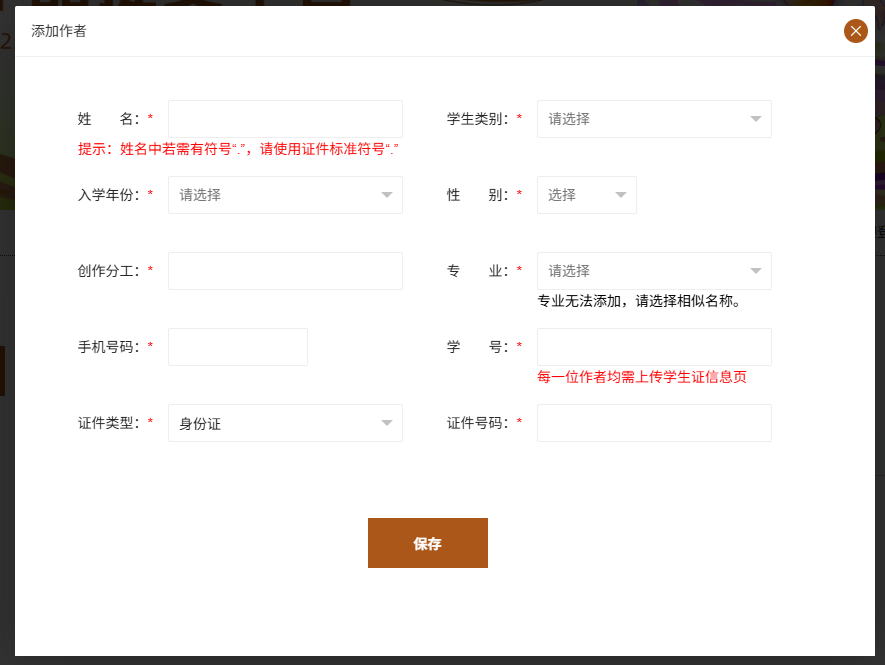 添加作者
姓 名：* 学生类别：* 请选择
提示：姓名中若需有符号“.”，请使用证件标准符号“.”
入学年份：* 请选择 性 别：* 选择
创作分工：* 专 业：* 请选择
专业无法添加，请选择相似名称。
手机号码：* 学 号：*
每一位作者均需上传学生证信息页
证件类型：* 身份证 证件号码：*
保存